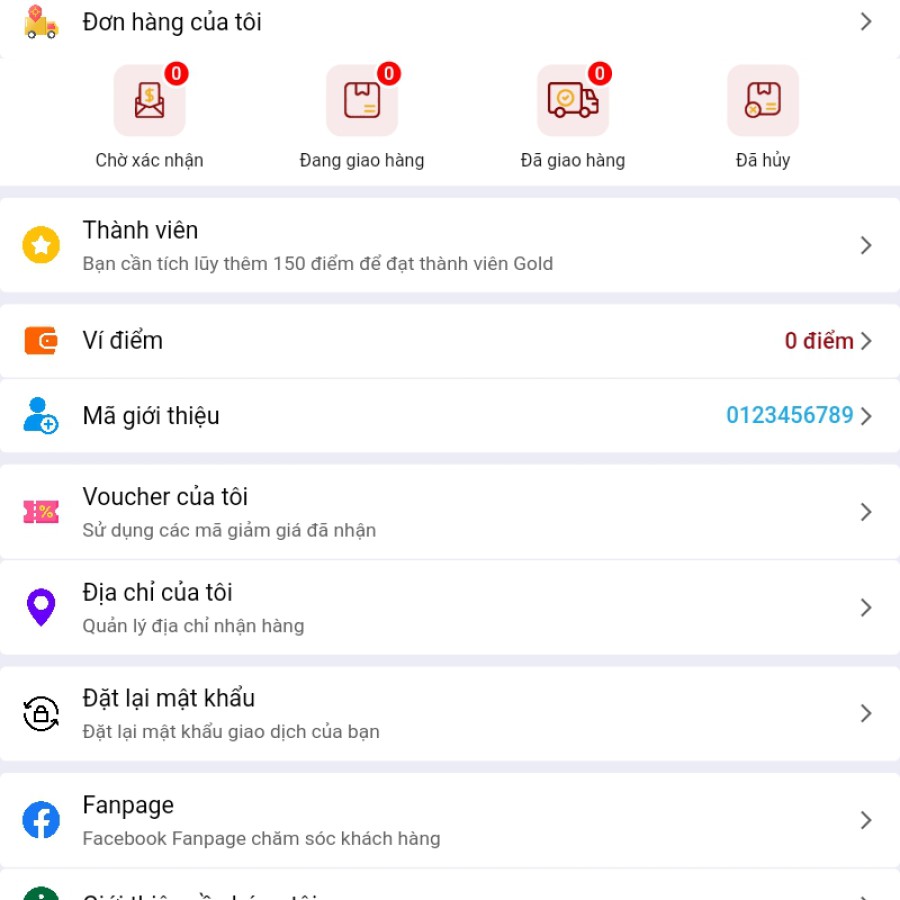 Đơn hàng của tôi
0 0 0
Chờ xác nhận Đang giao hàng Đã giao hàng Đã hủy
Thành viên
Bạn cần tích lũy thêm 150 điểm để đạt thành viên Gold
Ví điểm 0 điểm
Mã giới thiệu 0123456789
Voucher của tôi
Sử dụng các mã giảm giá đã nhận
Địa chỉ của tôi
Quản lý địa chỉ nhận hàng
Đặt lại mật khẩu
Đặt lại mật khẩu giao dịch của bạn
Fanpage
Facebook Fanpage chăm sóc khách hàng